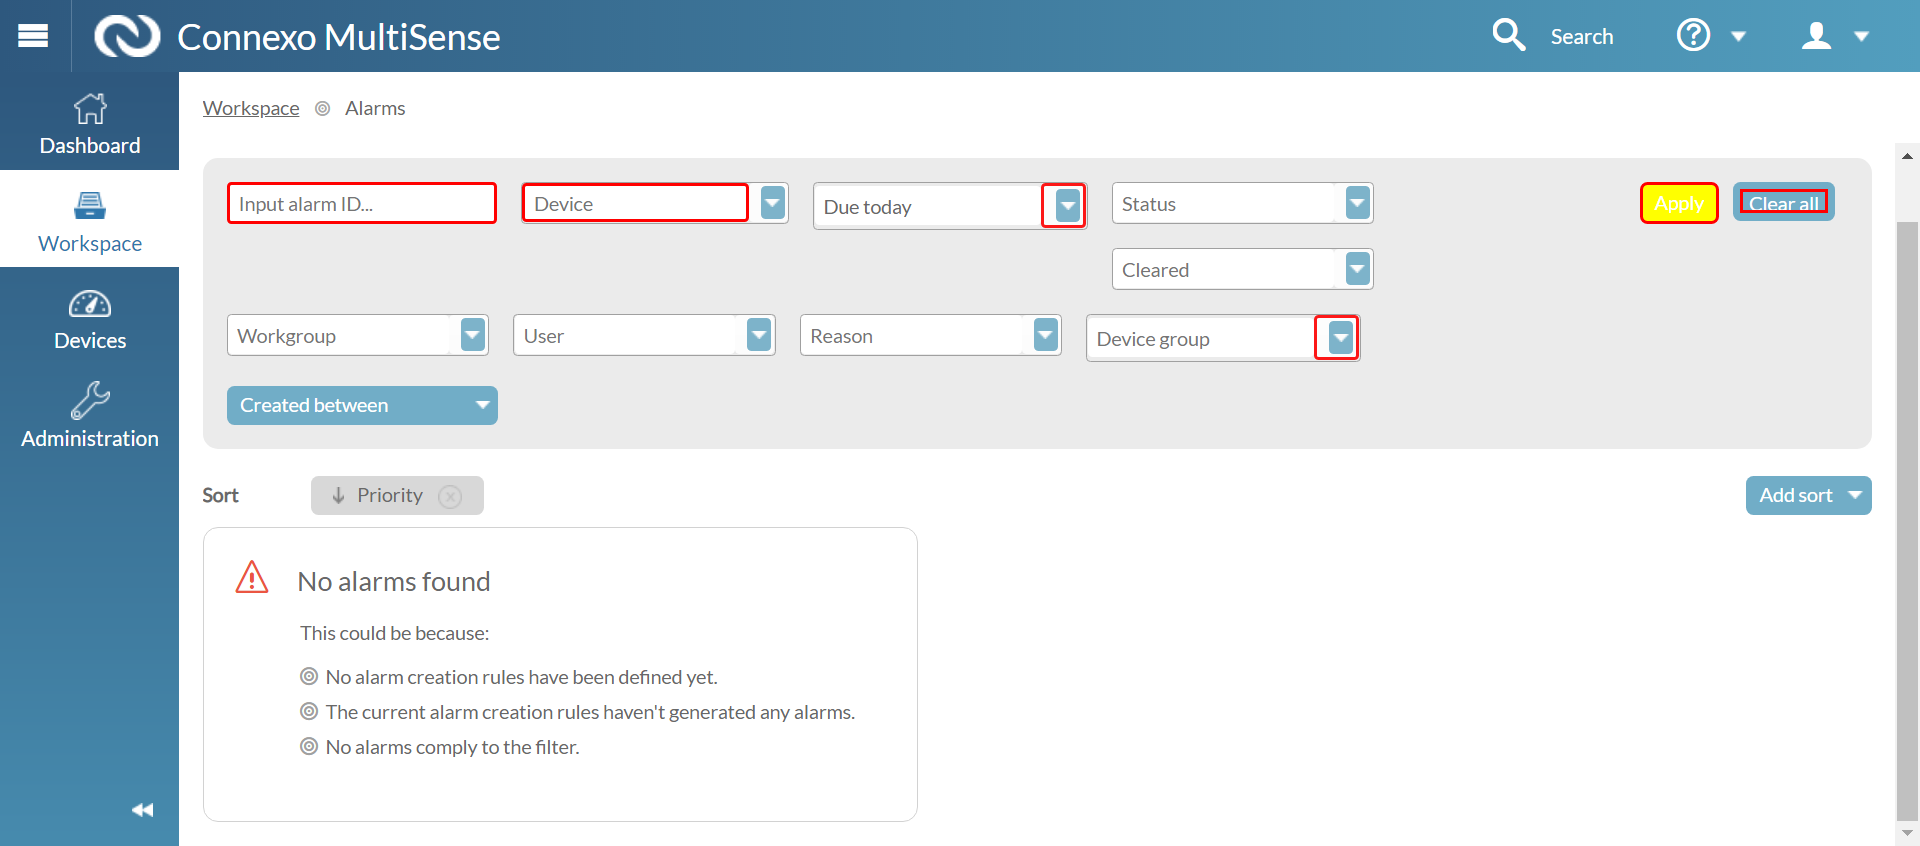 Connexo MultiSense
Search
Dashboard
Workspace
Devices
Administration
Workspace Alarms
Input alarm ID...
Device
Due today
Status
Apply
Clear all
Cleared
Workgroup
User
Reason
Device group
Created between
Sort
Priority
Add sort
No alarms found
This could be because:
No alarm creation rules have been defined yet.
The current alarm creation rules haven't generated any alarms.
No alarms comply to the filter.